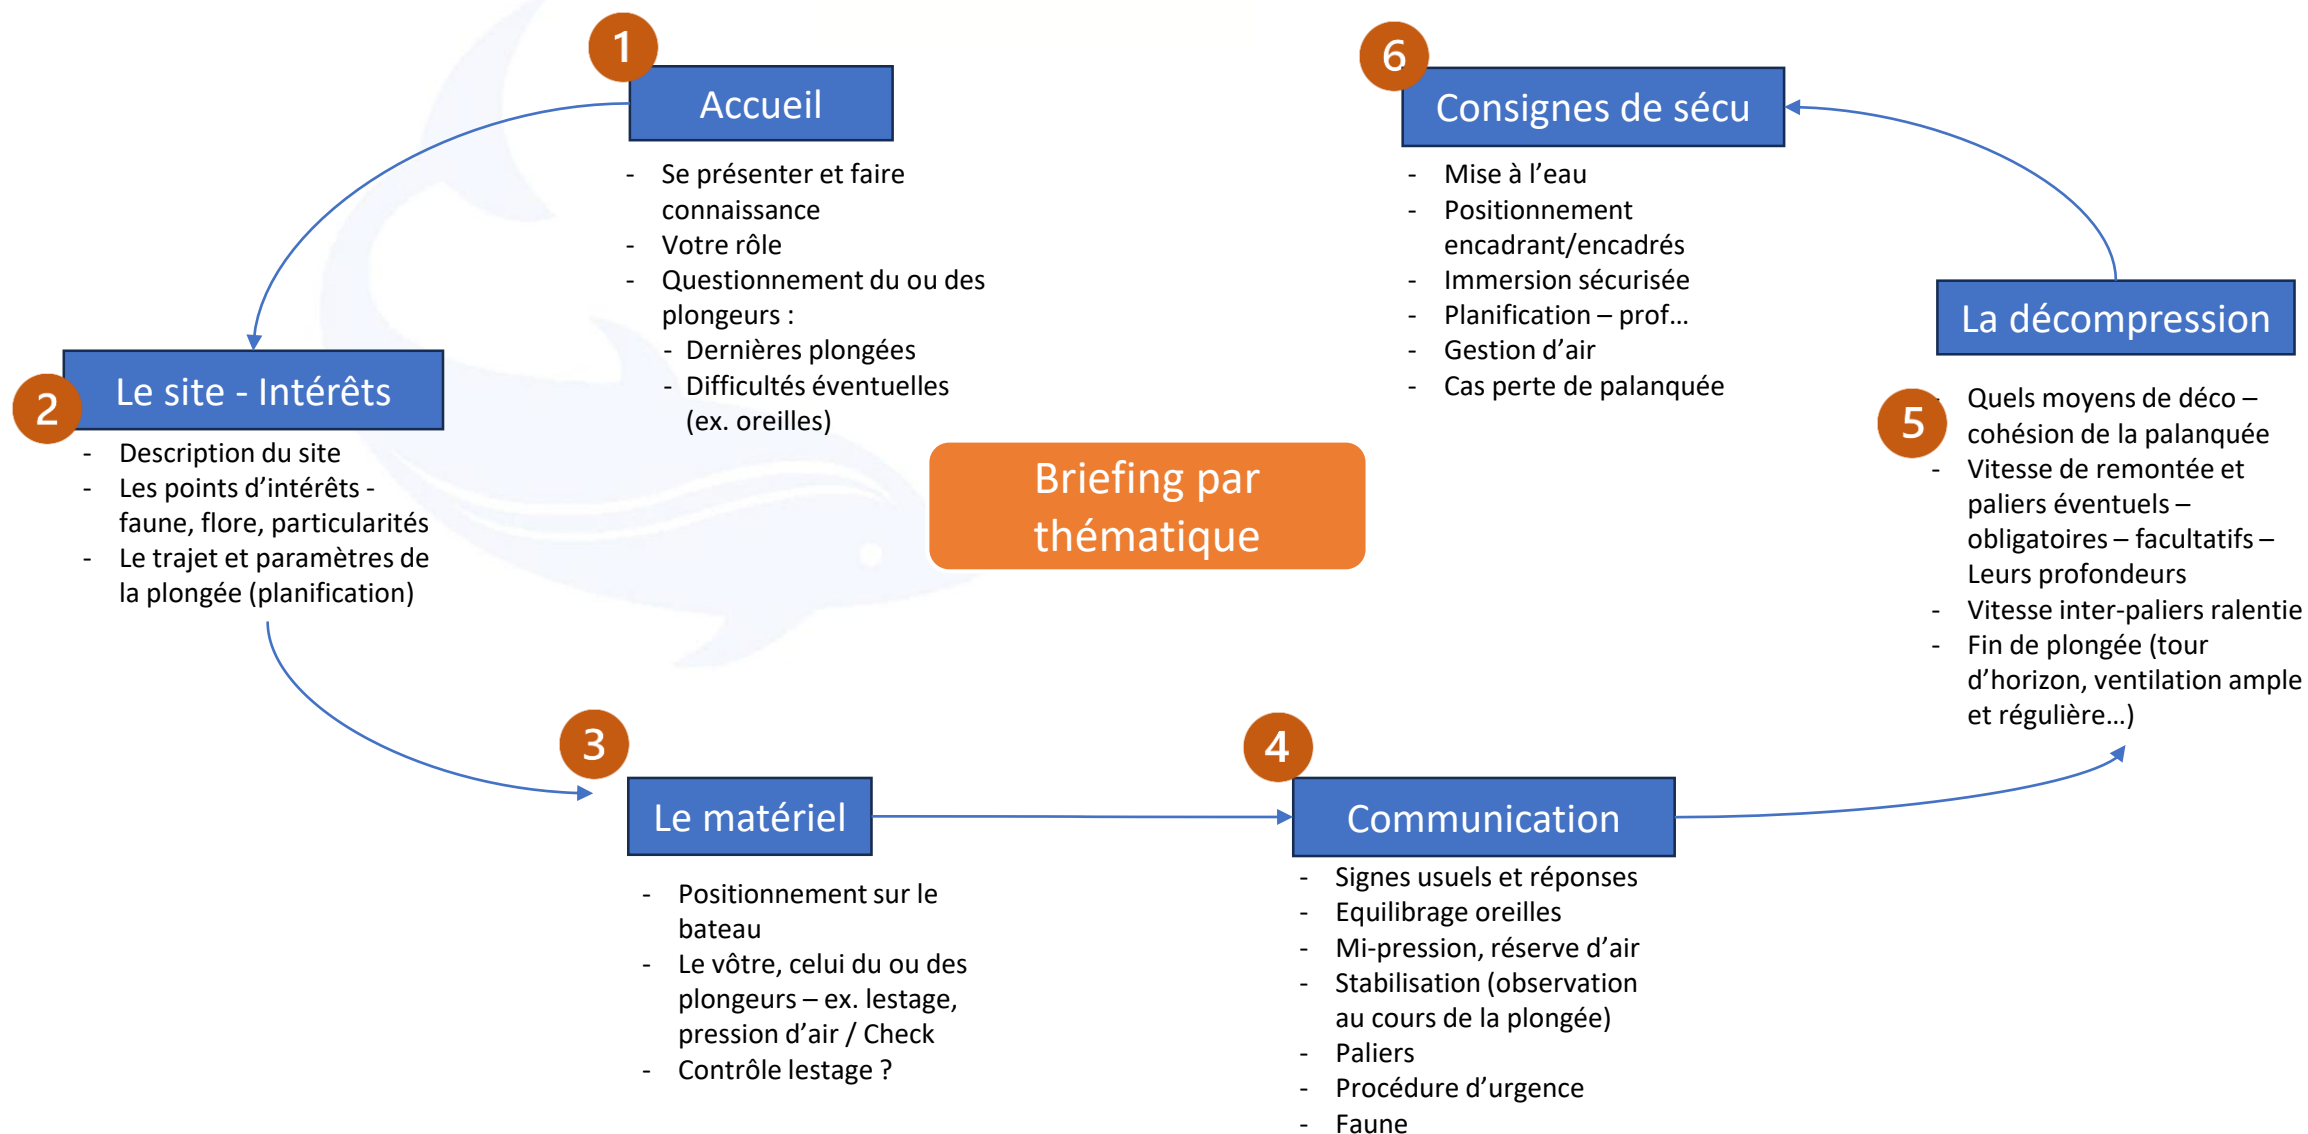 1
Accueil
- Se présenter et faire
connaissance
- Votre rôle
- Questionnement du ou des
plongeurs :
- Dernières plongées
- Difficultés éventuelles
(ex. oreilles)
2
Le site - Intérêts
- Description du site
- Les points d’intérêts -
faune, flore, particularités
- Le trajet et paramètres de
la plongée (planification)
Briefing par
thématique
3
Le matériel
- Positionnement sur le
bateau
- Le vôtre, celui du ou des
plongeurs – ex. lestage,
pression d’air / Check
- Contrôle lestage ?
4
Communication
- Signes usuels et réponses
- Equilibrage oreilles
- Mi-pression, réserve d’air
- Stabilisation (observation
au cours de la plongée)
- Paliers
- Procédure d’urgence
- Faune
La décompression
5
- Quels moyens de déco –
cohésion de la palanquée
- Vitesse de remontée et
paliers éventuels –
obligatoires – facultatifs –
Leurs profondeurs
- Vitesse inter-paliers ralentie
- Fin de plongée (tour
d’horizon, ventilation ample
et régulière…)
6
Consignes de sécu
- Mise à l’eau
- Positionnement
encadrant/encadrés
- Immersion sécurisée
- Planification – prof…
- Gestion d’air
- Cas perte de palanquée